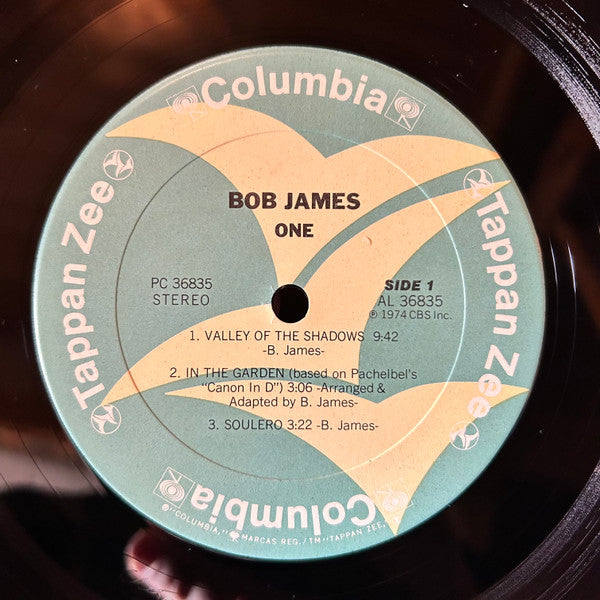 Columbia
Tappan Zee
Tappan Zee
BOB JAMES
ONE
PC 36835
STEREO
SIDE 1
AL 36835
℗ 1974 CBS Inc.
1. VALLEY OF THE SHADOWS 9:42
-B. James-
2. IN THE GARDEN (based on Pachelbel's
"Canon In D") 3:06 -Arranged &
Adapted by B. James-
3. SOULERO 3:22 -B. James-
Columbia
®"COLUMBIA," MARCAS REG./TM"TAPPAN ZEE.